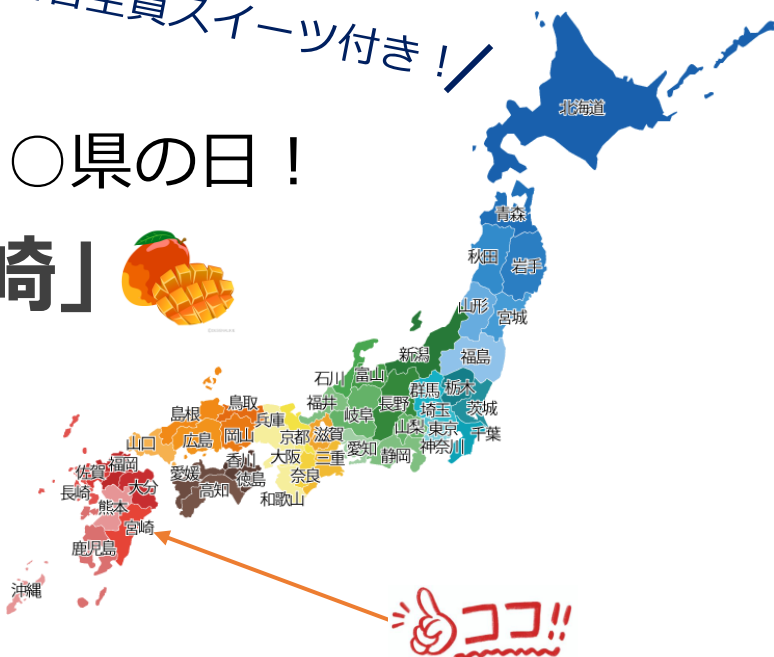 全員スイーツ付き！
○県の日！
崎」
北海道
青森
秋田
岩手
山形
宮城
新潟
福島
石川
富山
群馬
栃木
福井
岐阜
長野
埼玉
茨城
山梨
東京
千葉
愛知
静岡
神奈川
島根
鳥取
兵庫
京都
滋賀
山口
広島
岡山
大阪
三重
奈良
和歌山
香川
愛媛
徳島
高知
佐賀
福岡
長崎
大分
熊本
宮崎
鹿児島
沖縄
ココ!!